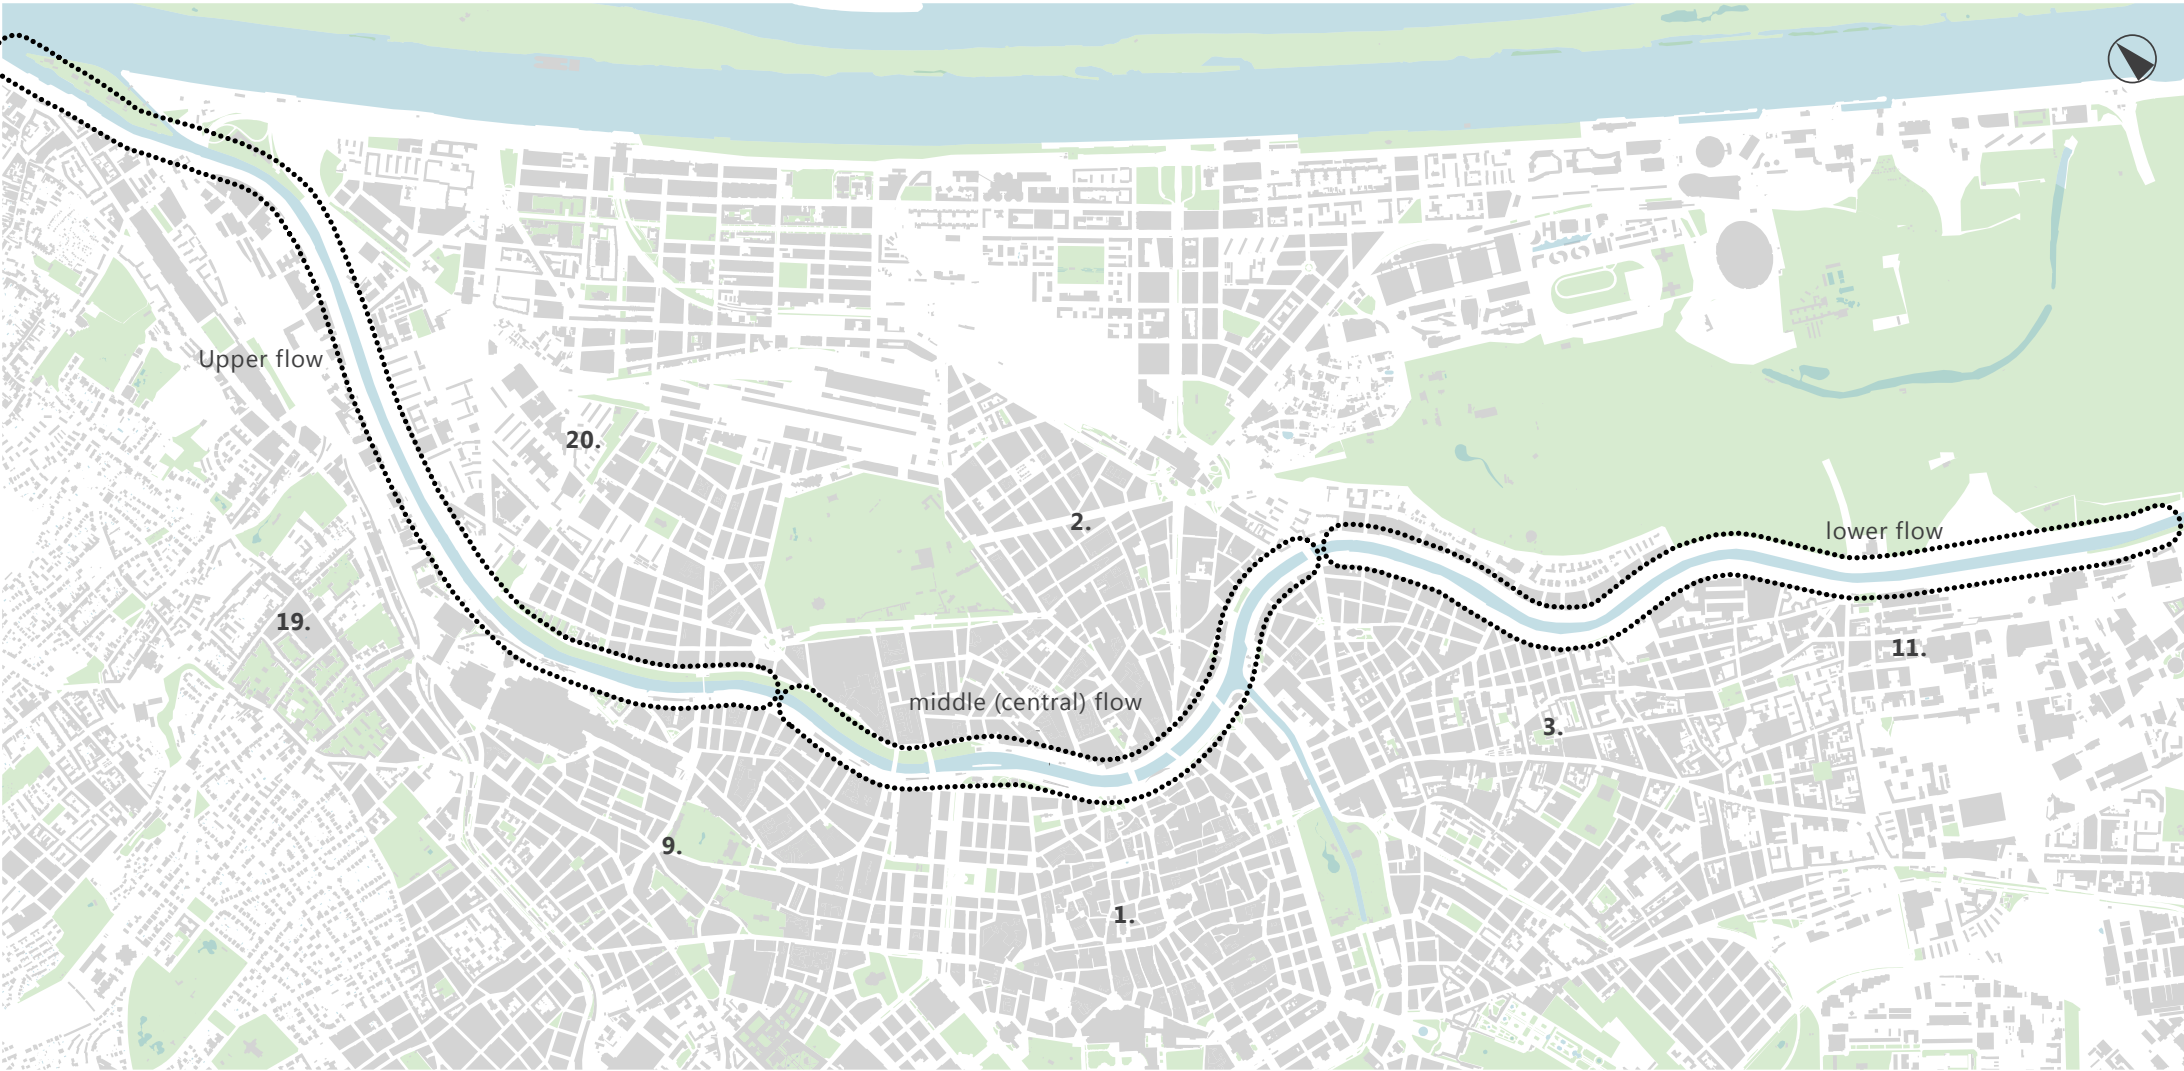 Upper flow
20.
2.
lower flow
19.
11.
middle (central) flow
3.
9.
1.